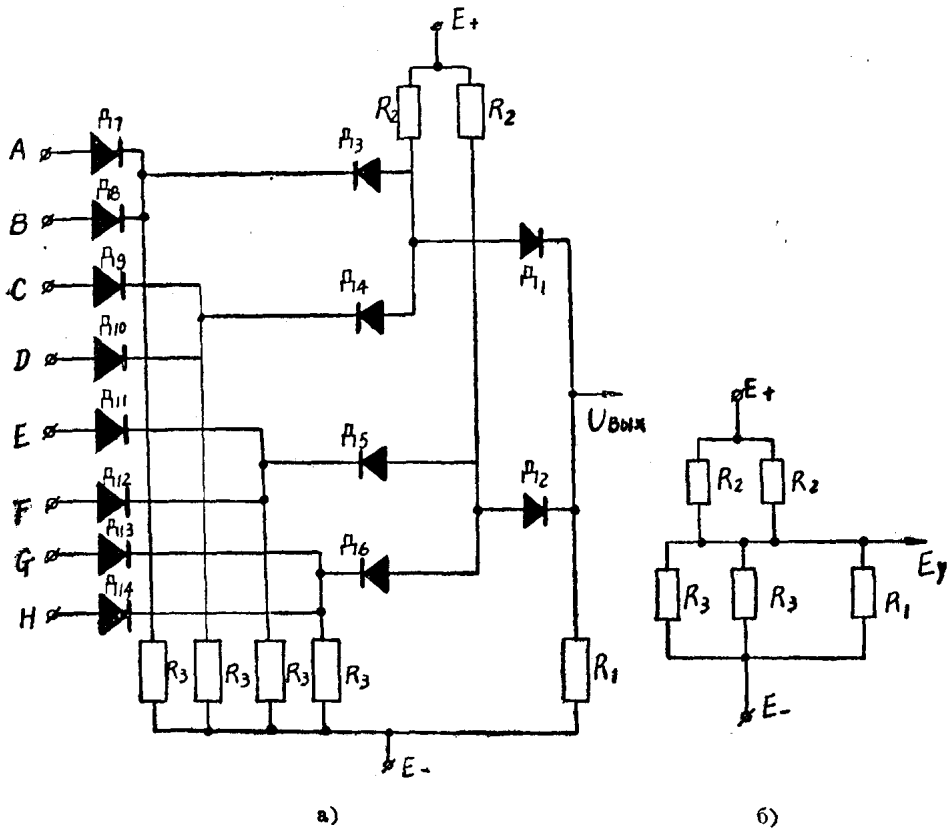 E+
R₂ R₂
Д7
A
Д3
Д8
B
Д9
C
Д4
Д₁
Д10
D
Д11
E
Uвых
Д5
Д₂
Д12
F
Д13
G
Д6
Д14
H
R₃ R₃ R₃ R₃
R₁
E-
E+
R₂ R₂
Eу
R₃ R₃ R₁
E-
а) б)